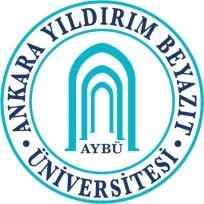 · ANKARA YILDIRIM BEYAZIT ·
ÜNİVERSİTESİ
AYBÜ